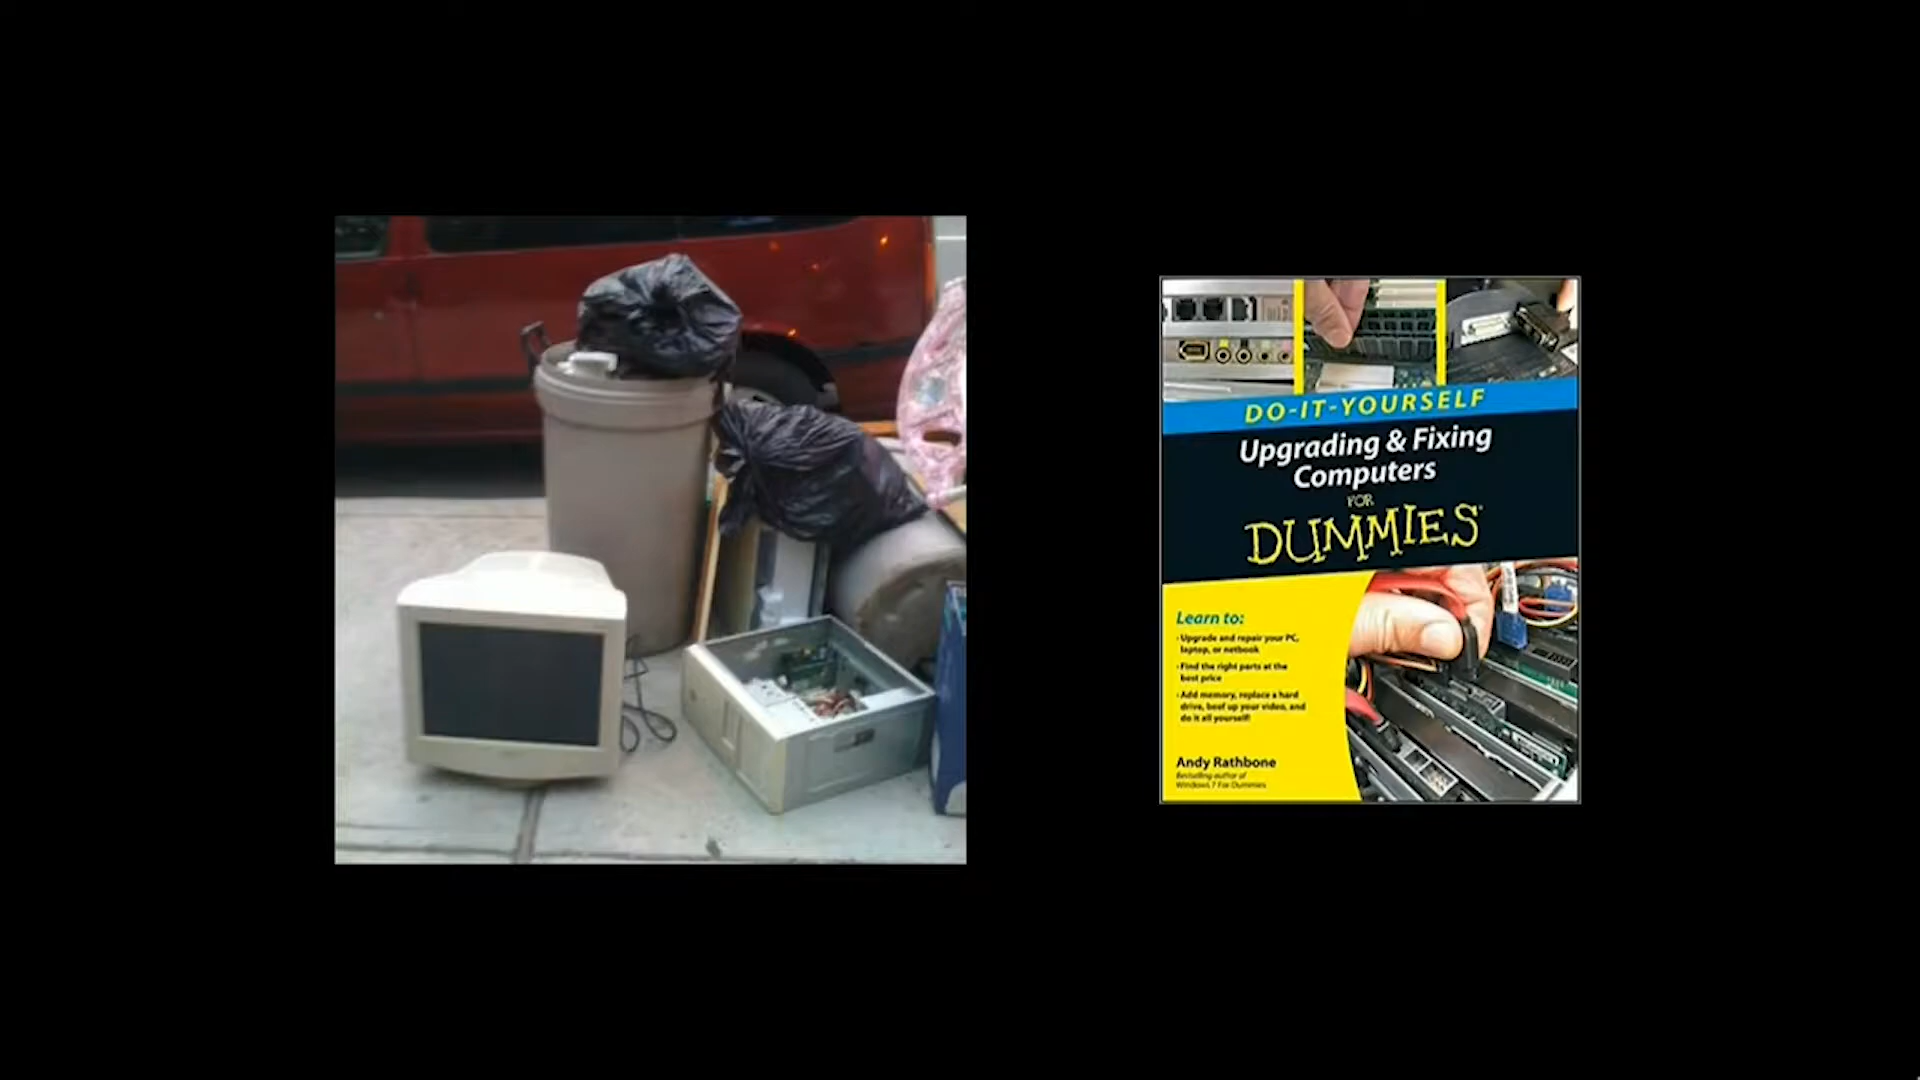 DO-IT-YOURSELF
Upgrading & Fixing
Computers
FOR
DUMMIES
Learn to:
· Upgrade and repair your PC,
laptop, or netbook
· Find the right parts at the
best price
· Add memory, replace a hard
drive, beef up your video, and
do it all yourself!
Andy Rathbone
Bestselling author of
Windows 7 For Dummies